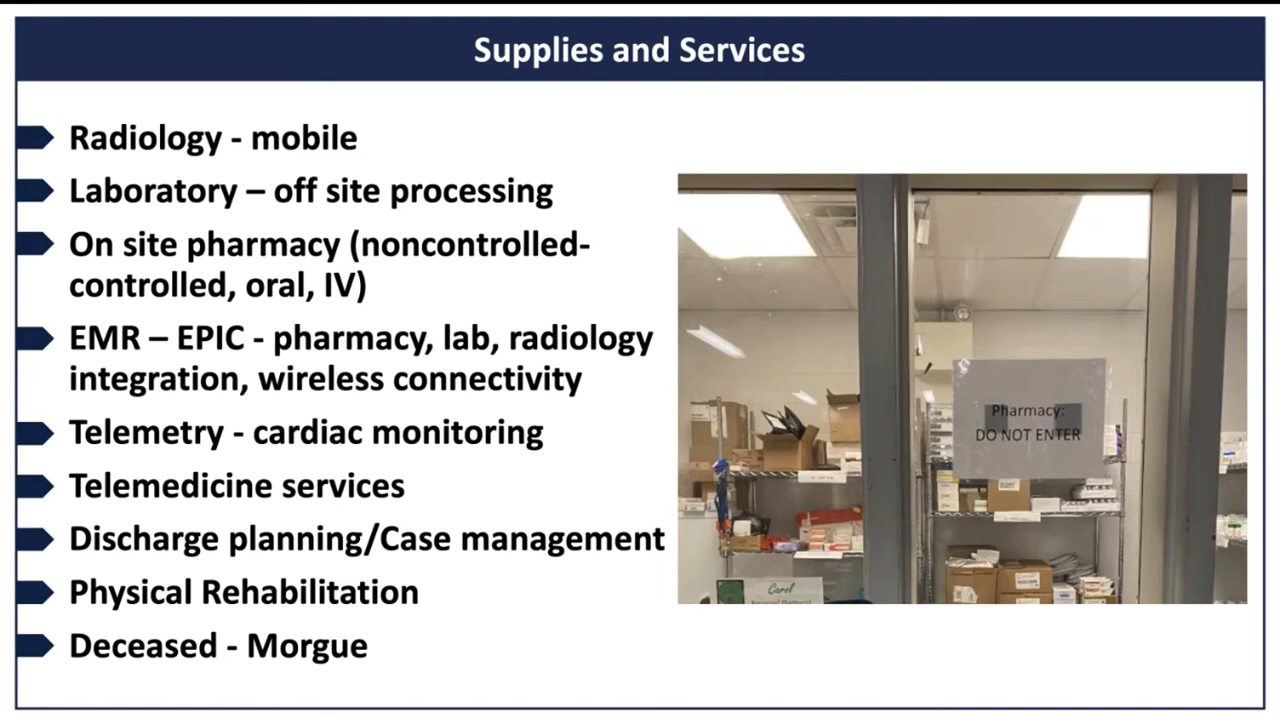 Supplies and Services
Radiology - mobile
Laboratory – off site processing
On site pharmacy (noncontrolled-
controlled, oral, IV)
EMR – EPIC - pharmacy, lab, radiology
integration, wireless connectivity
Telemetry - cardiac monitoring
Telemedicine services
Discharge planning/Case management
Physical Rehabilitation
Deceased - Morgue
Pharmacy:
DO NOT ENTER
Carol